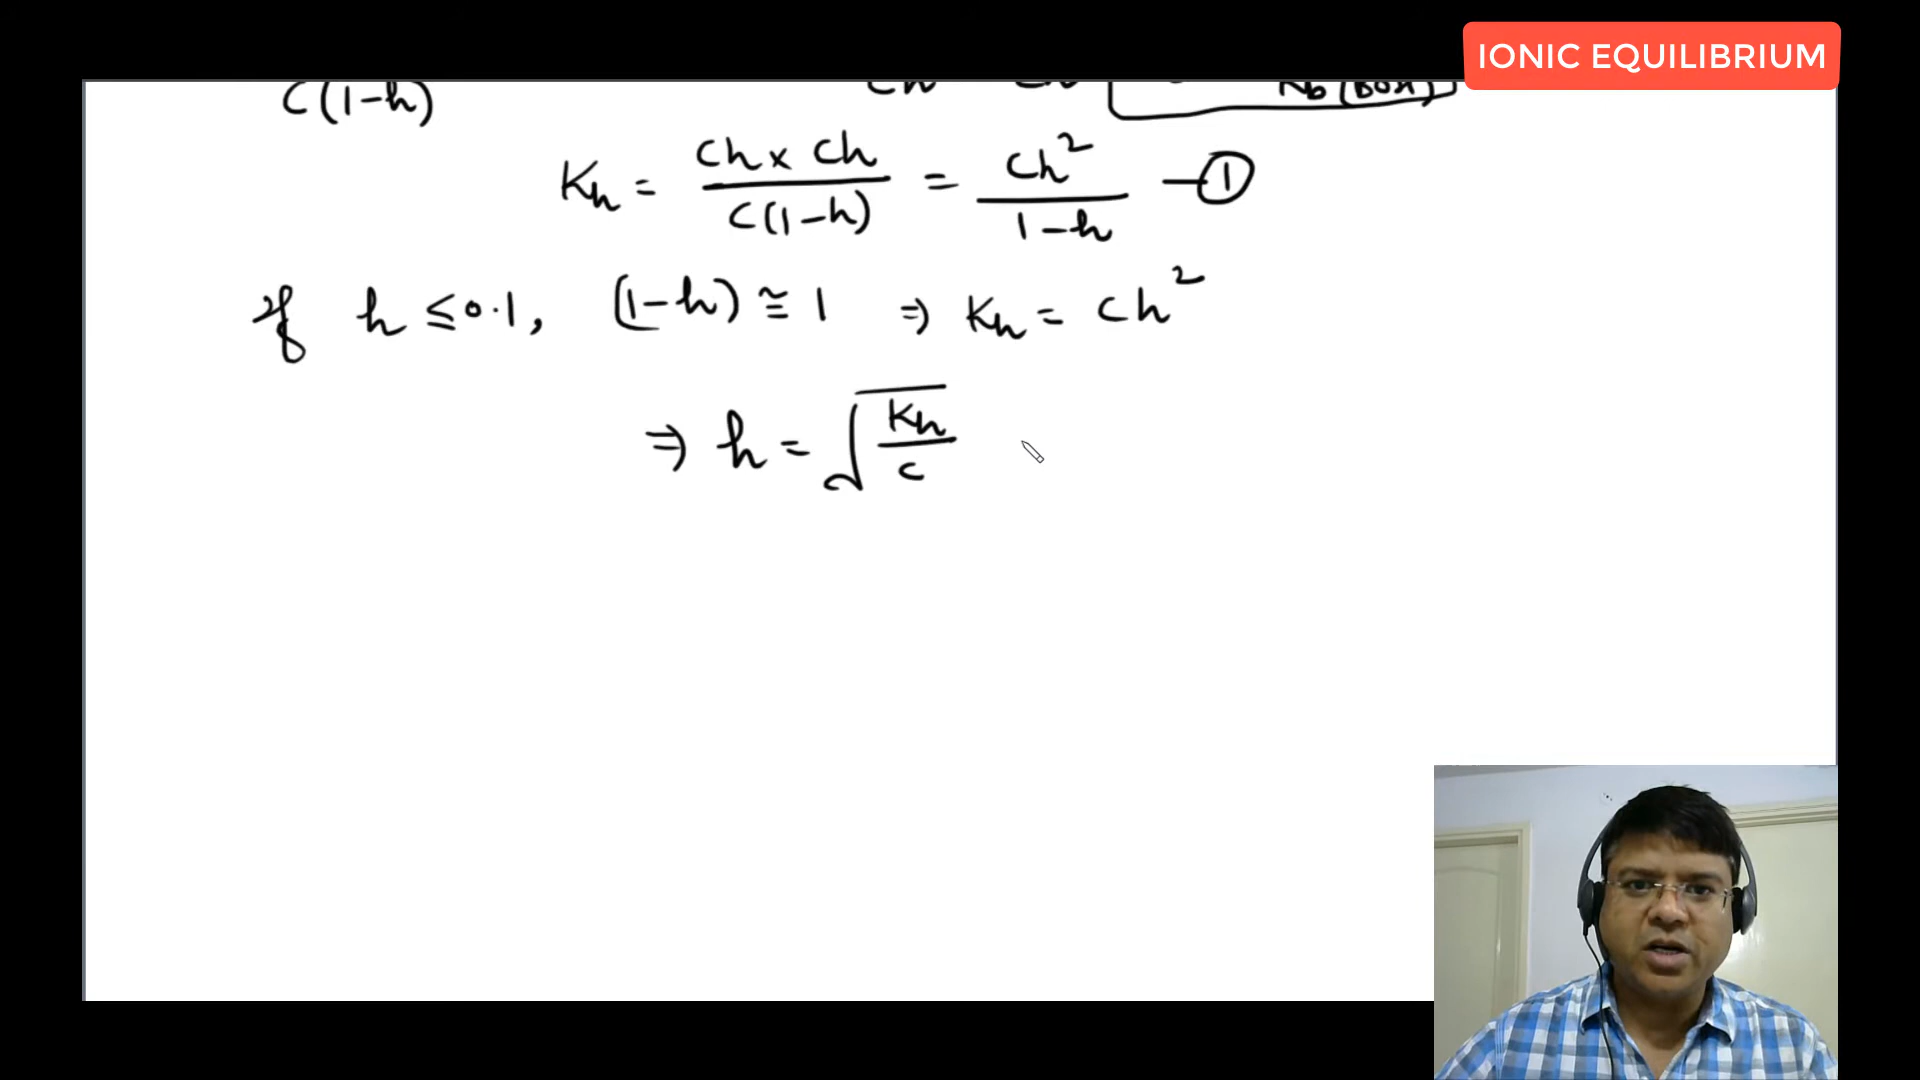 IONIC EQUILIBRIUM
C(1-h)
Kh = Ch x Ch / C(1-h) = Ch² / 1-h — ①
If h ≤ 0.1, (1-h) ≅ 1 ⇒ Kh = Ch²
⇒ h = √(Kh / C)